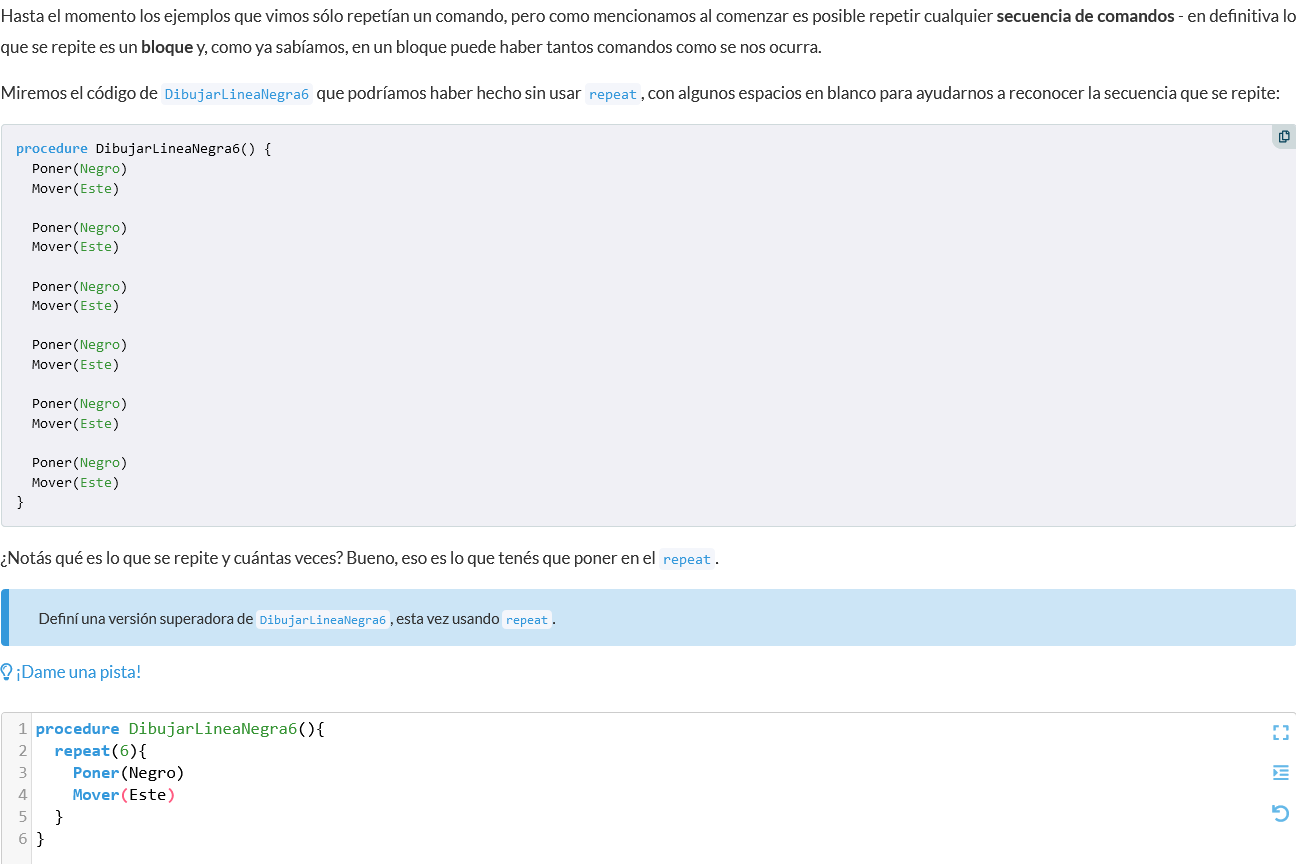 Hasta el momento los ejemplos que vimos sólo repetían un comando, pero como mencionamos al comenzar es posible repetir cualquier secuencia de comandos - en definitiva lo
que se repite es un bloque y, como ya sabíamos, en un bloque puede haber tantos comandos como se nos ocurra.
Miremos el código de DibujarLineaNegra6 que podríamos haber hecho sin usar repeat , con algunos espacios en blanco para ayudarnos a reconocer la secuencia que se repite:
procedure DibujarLineaNegra6() {
  Poner(Negro)
  Mover(Este)

  Poner(Negro)
  Mover(Este)

  Poner(Negro)
  Mover(Este)

  Poner(Negro)
  Mover(Este)

  Poner(Negro)
  Mover(Este)

  Poner(Negro)
  Mover(Este)
}
¿Notás qué es lo que se repite y cuántas veces? Bueno, eso es lo que tenés que poner en el repeat .
Definí una versión superadora de DibujarLineaNegra6 , esta vez usando repeat .
¡Dame una pista!
1 procedure DibujarLineaNegra6(){
2   repeat(6){
3     Poner(Negro)
4     Mover(Este)
5   }
6 }